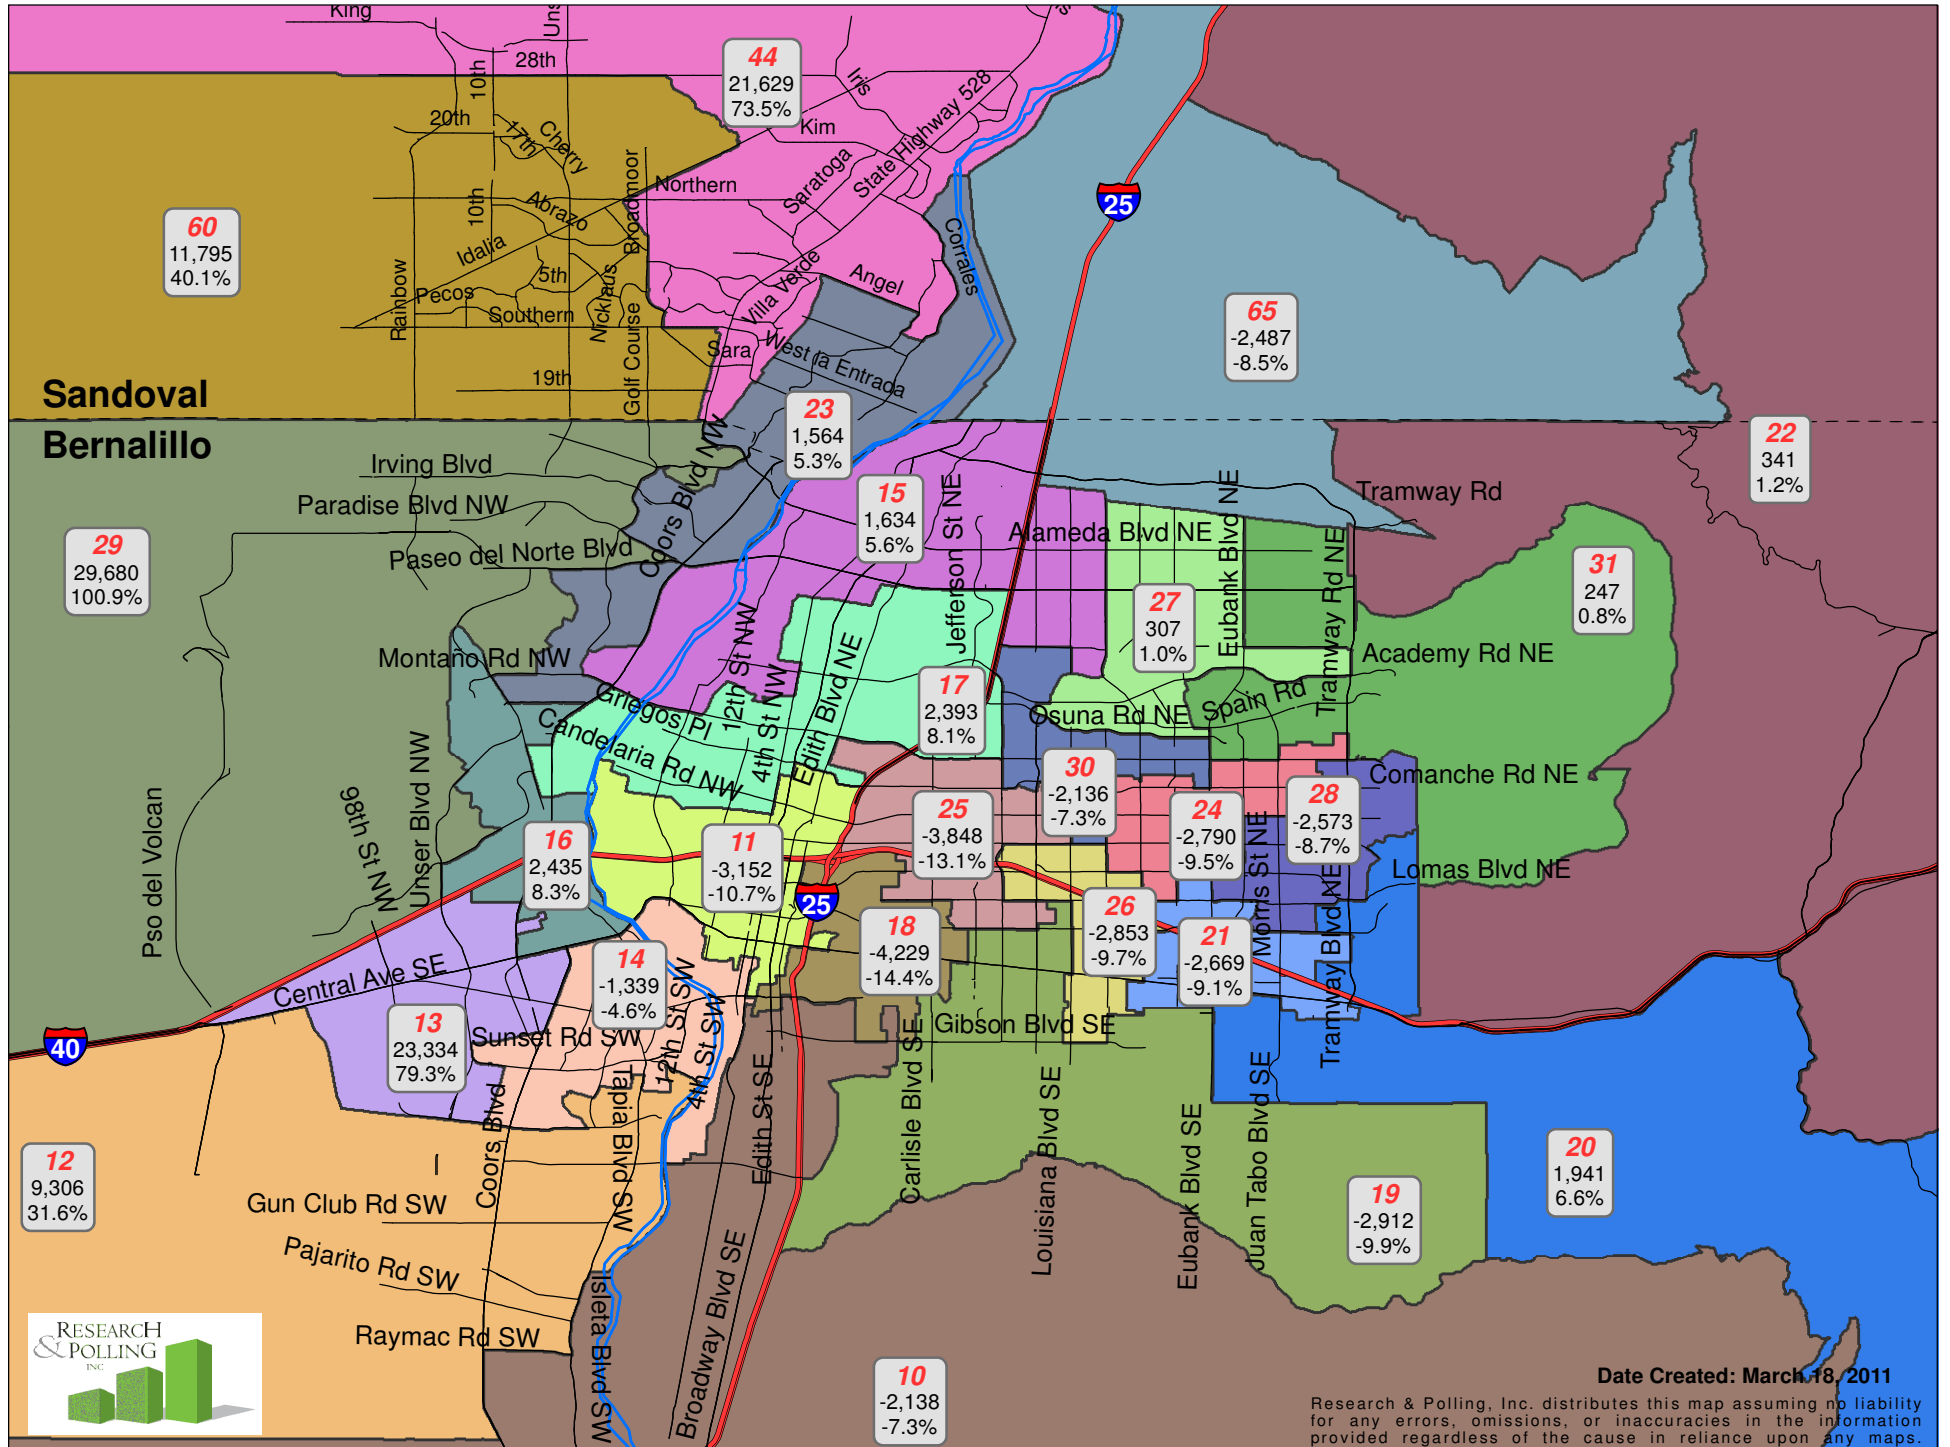 King
Uns
28th
10th
20th
17th
Cherry
44
21,629
73.5%
Iris
Kim
State Highway 528
Saratoga
Northern
Broadmoor
Abrazo
10th
Idalia
60
11,795
40.1%
25
5th
Nicklaus
Rainbow
Pecos
Southern
Golf Course
Villa Verde
Angel
Corrales
Sara
West la Entrada
19th
65
-2,487
-8.5%
Sandoval
Bernalillo
23
1,564
5.3%
22
341
1.2%
Irving Blvd
Paradise Blvd NW
Coors Blvd NW
15
1,634
5.6%
Jefferson St NE
Alameda Blvd NE
Eubank Blvd NE
Tramway Rd
Tramway Rd NE
29
29,680
100.9%
Paseo del Norte Blvd
31
247
0.8%
27
307
1.0%
Montaño Rd NW
Griegos Pl
12th St NW
4th St NW
Edith Blvd NE
Academy Rd NE
Candelaria Rd NW
17
2,393
8.1%
Osuna Rd NE
Spain Rd
Comanche Rd NE
30
-2,136
-7.3%
Pso del Volcan
98th St NW
Unser Blvd NW
16
2,435
8.3%
11
-3,152
-10.7%
25
-3,848
-13.1%
24
-2,790
-9.5%
28
-2,573
-8.7%
Morris St NE
Tramway Blvd NE
Lomas Blvd NE
25
18
-4,229
-14.4%
26
-2,853
-9.7%
21
-2,669
-9.1%
Central Ave SE
14
-1,339
-4.6%
12th St SW
4th St SW
13
23,334
79.3%
Sunset Rd SW
Gibson Blvd SE
40
Coors Blvd
Tapia Blvd SW
Edith St SE
Carlisle Blvd SE
Louisiana Blvd SE
Eubank Blvd SE
Juan Tabo Blvd SE
12
9,306
31.6%
20
1,941
6.6%
19
-2,912
-9.9%
Gun Club Rd SW
Pajarito Rd SW
Raymac Rd SW
Isleta Blvd SW
Broadway Blvd SE
10
-2,138
-7.3%
RESEARCH
& POLLING
INC
Date Created: March 18, 2011
Research & Polling, Inc. distributes this map assuming no liability
for any errors, omissions, or inaccuracies in the information
provided regardless of the cause in reliance upon any maps.